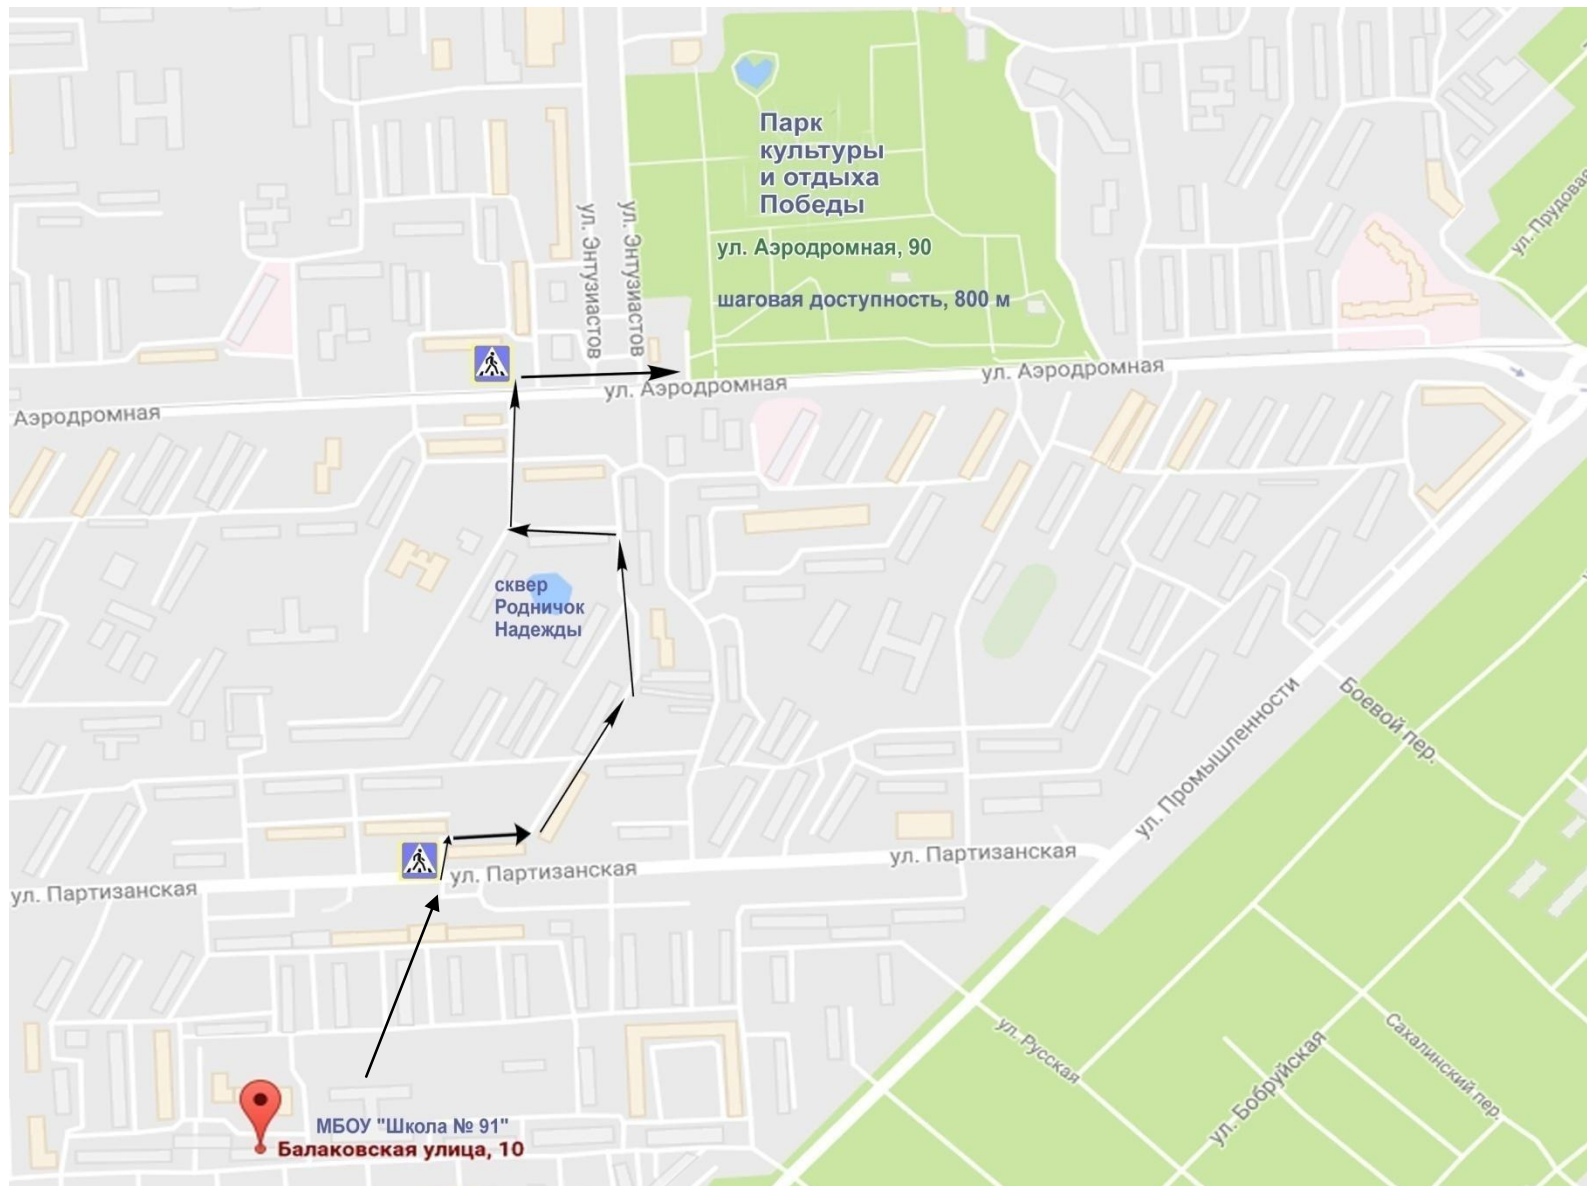 Парк
культуры
и отдыха
Победы
ул. Прудовая
ул. Аэродромная, 90
ул. Энтузиастов
ул. Энтузиастов
шаговая доступность, 800 м
ул. Аэродромная
ул. Аэродромная
Аэродромная
сквер
Родничок
Надежды
Боевой пер.
ул. Промышленности
ул. Партизанская
ул. Партизанская
ул. Партизанская
ул. Русская
ул. Бобруйская
Сахалинский пер.
МБОУ "Школа № 91"
Балаковская улица, 10